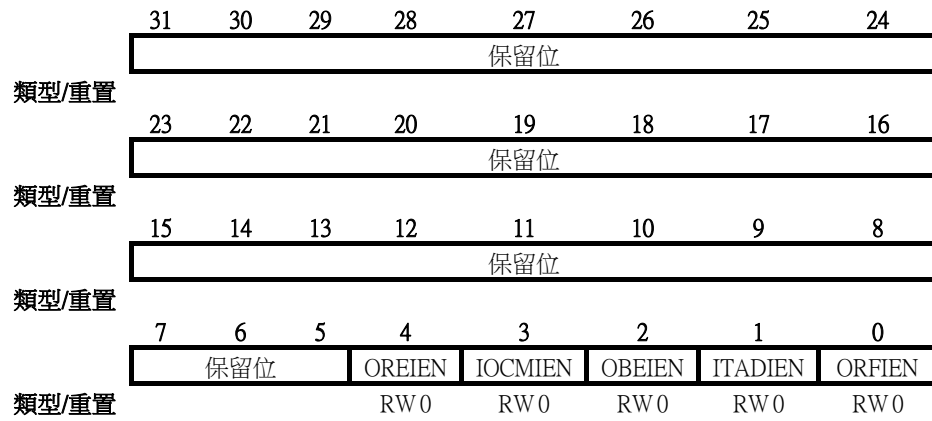 31 30 29 28 27 26 25 24
保留位
類型/重置
23 22 21 20 19 18 17 16
保留位
類型/重置
15 14 13 12 11 10 9 8
保留位
類型/重置
7 6 5 4 3 2 1 0
保留位 OREIEN IOCMIEN OBEIEN ITADIEN ORFIEN
類型/重置 RW 0 RW 0 RW 0 RW 0 RW 0